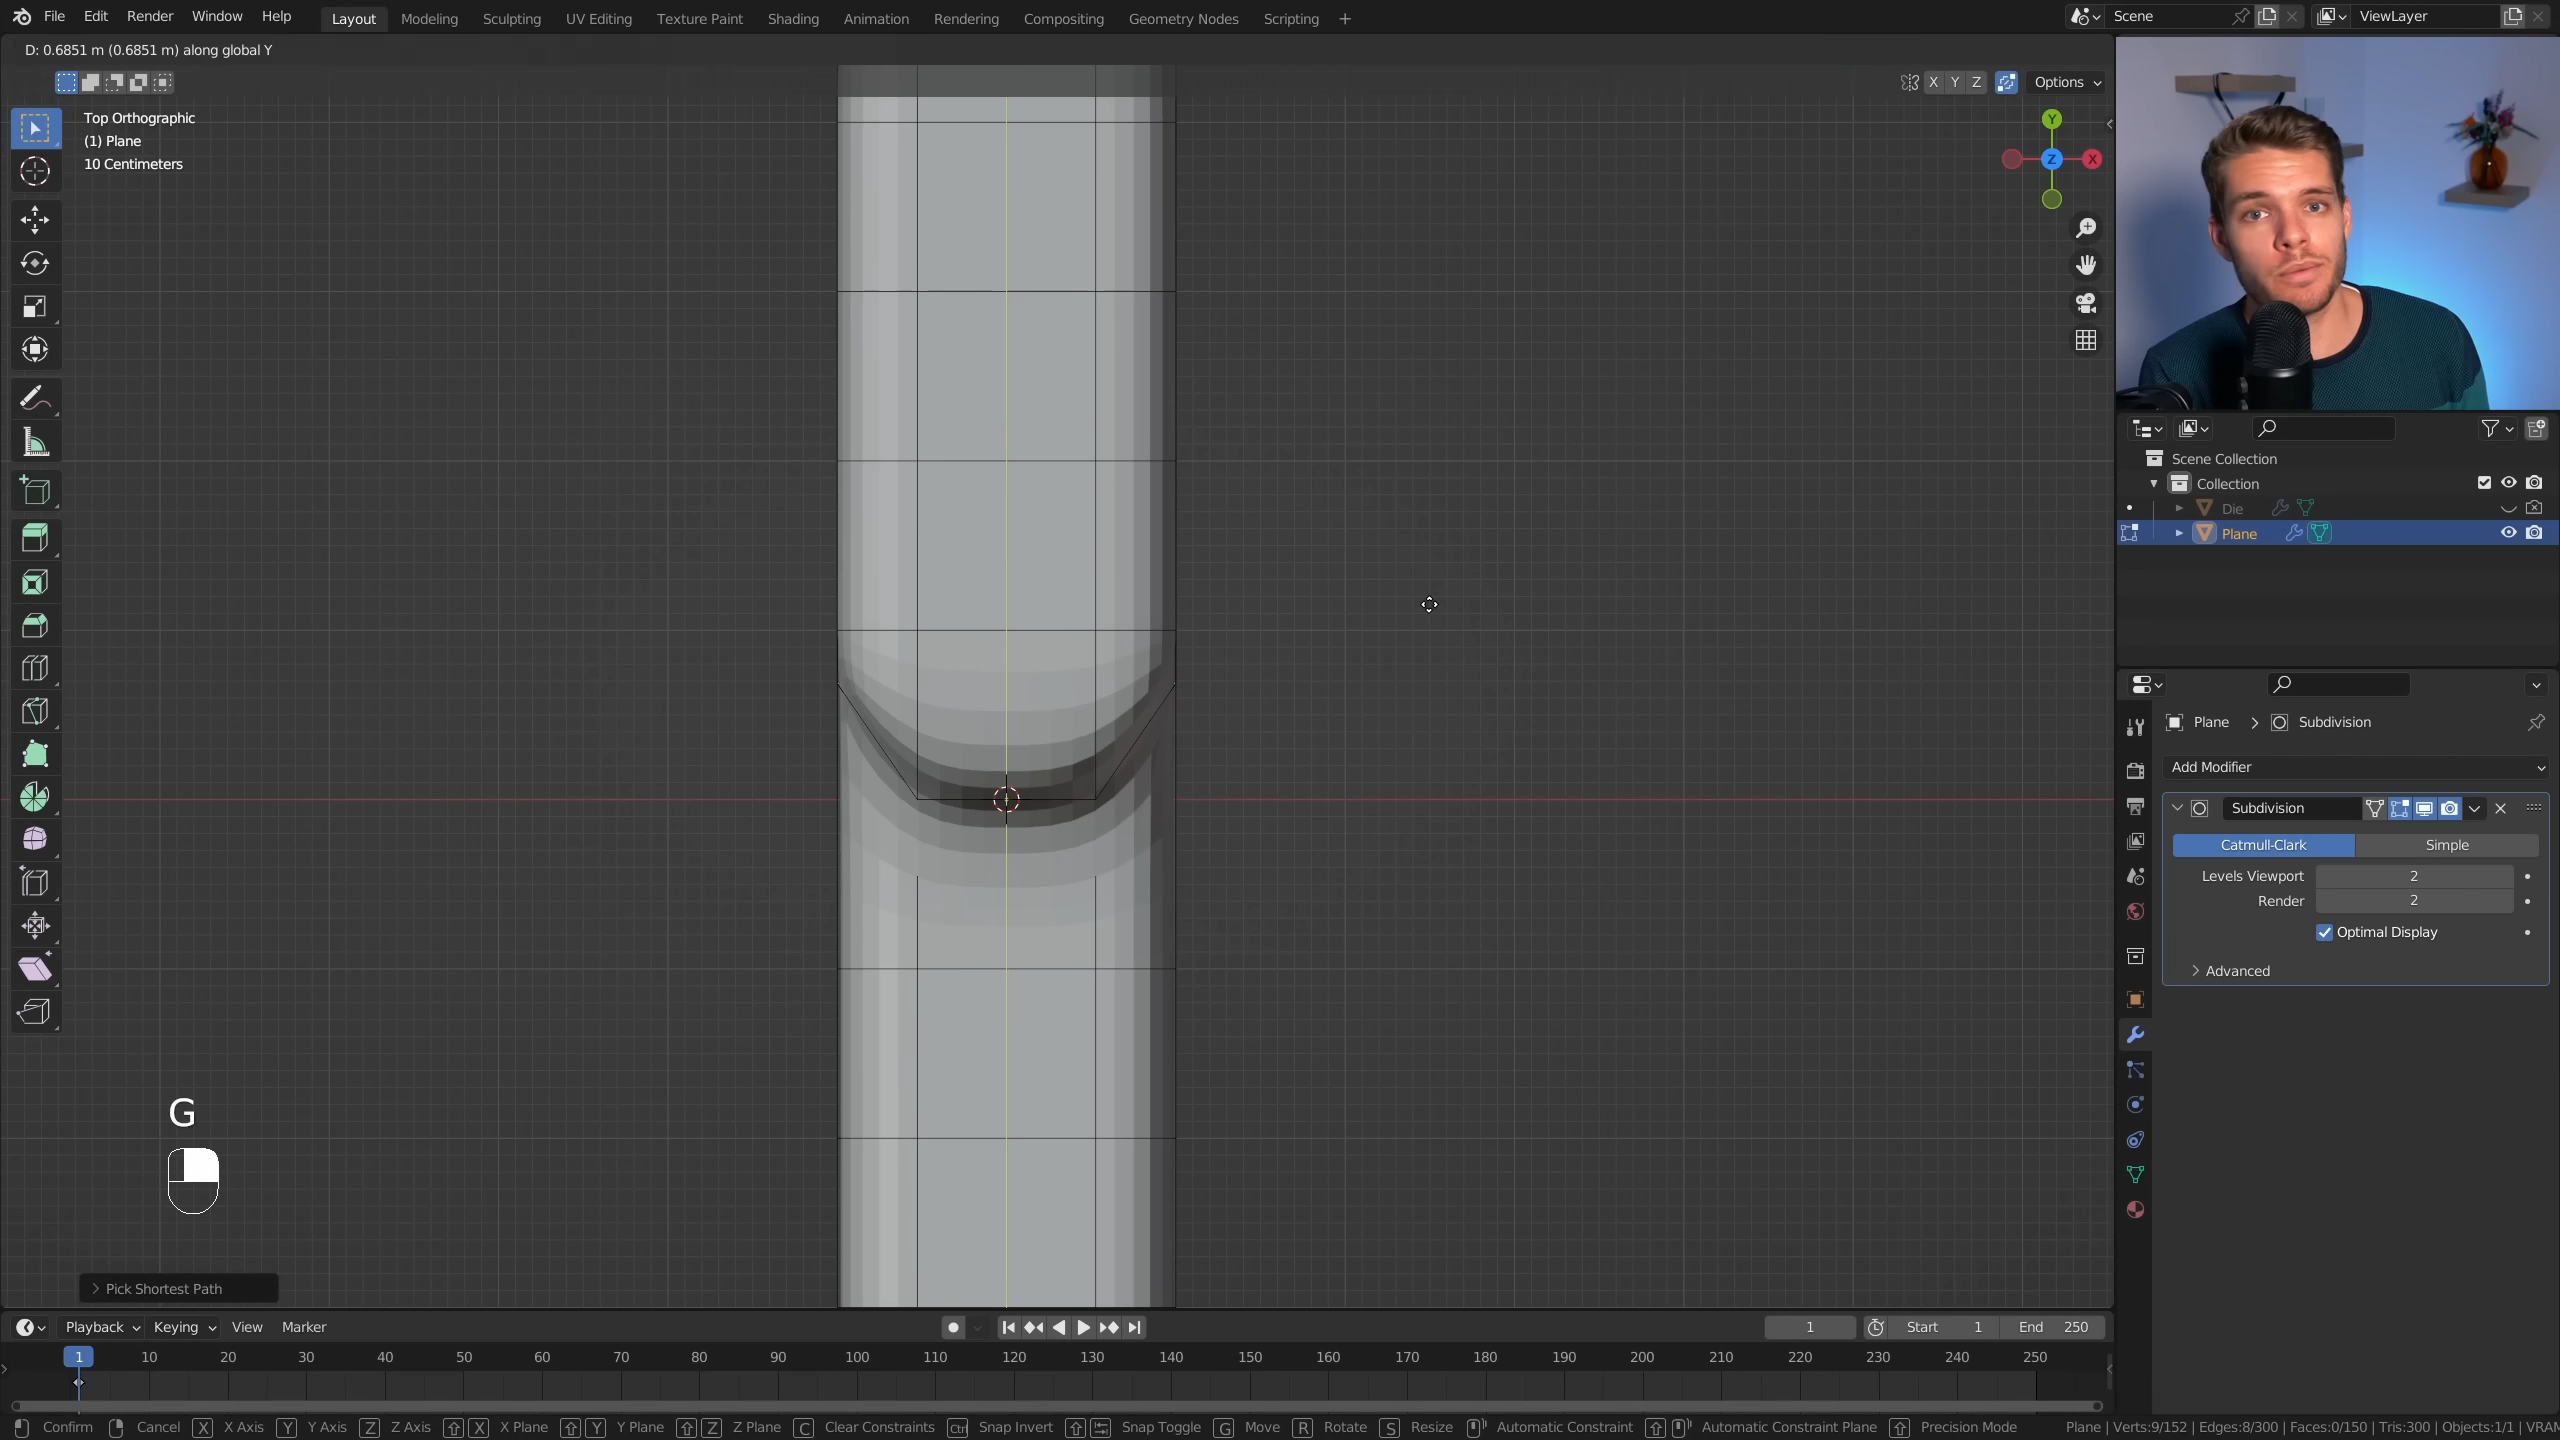 File Edit Render Window Help Layout Modeling Sculpting UV Editing Texture Paint Shading Animation Rendering Compositing Geometry Nodes Scripting + Scene ViewLayer
D: 0.6851 m (0.6851 m) along global Y
X Y Z Options
Top Orthographic
(1) Plane
10 Centimeters
Y
Z X
Scene Collection
Collection
Die
Plane
Plane > Subdivision
Add Modifier
Subdivision
Catmull-Clark Simple
Levels Viewport 2
Render 2
Optimal Display
Advanced
G
Pick Shortest Path
Playback Keying View Marker 1 Start 1 End 250
1 10 20 30 40 50 60 70 80 90 100 110 120 130 140 150 160 170 180 190 200 210 220 230 240 250
Confirm Cancel X X Axis Y Y Axis Z Z Axis X X Plane Y Y Plane Z Z Plane C Clear Constraints Ctrl Snap Invert Snap Toggle G Move R Rotate S Resize Automatic Constraint Automatic Constraint Plane Precision Mode Plane | Verts:9/152 | Edges:8/300 | Faces:0/150 | Tris:300 | Objects:1/1 | VRAM